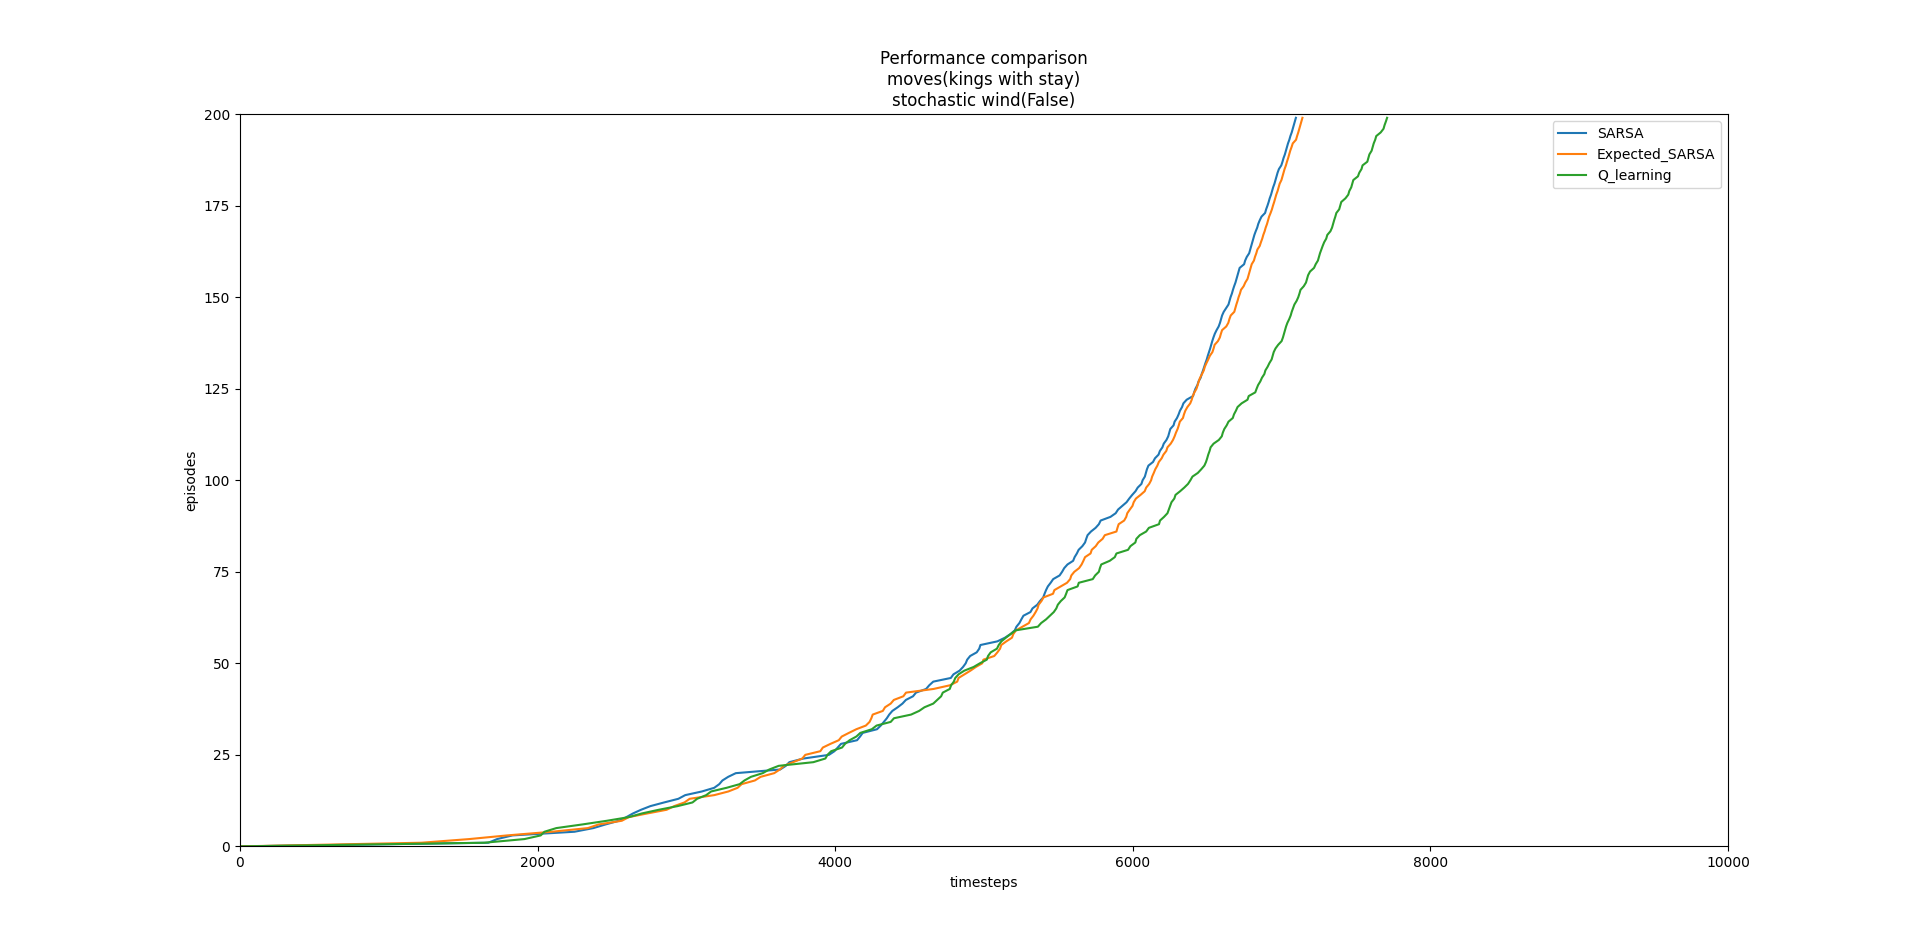 Performance comparison
moves(kings with stay)
stochastic wind(False)
200
175
150
125
100
75
50
25
0
episodes
0 2000 4000 6000 8000 10000
timesteps
SARSA
Expected_SARSA
Q_learning